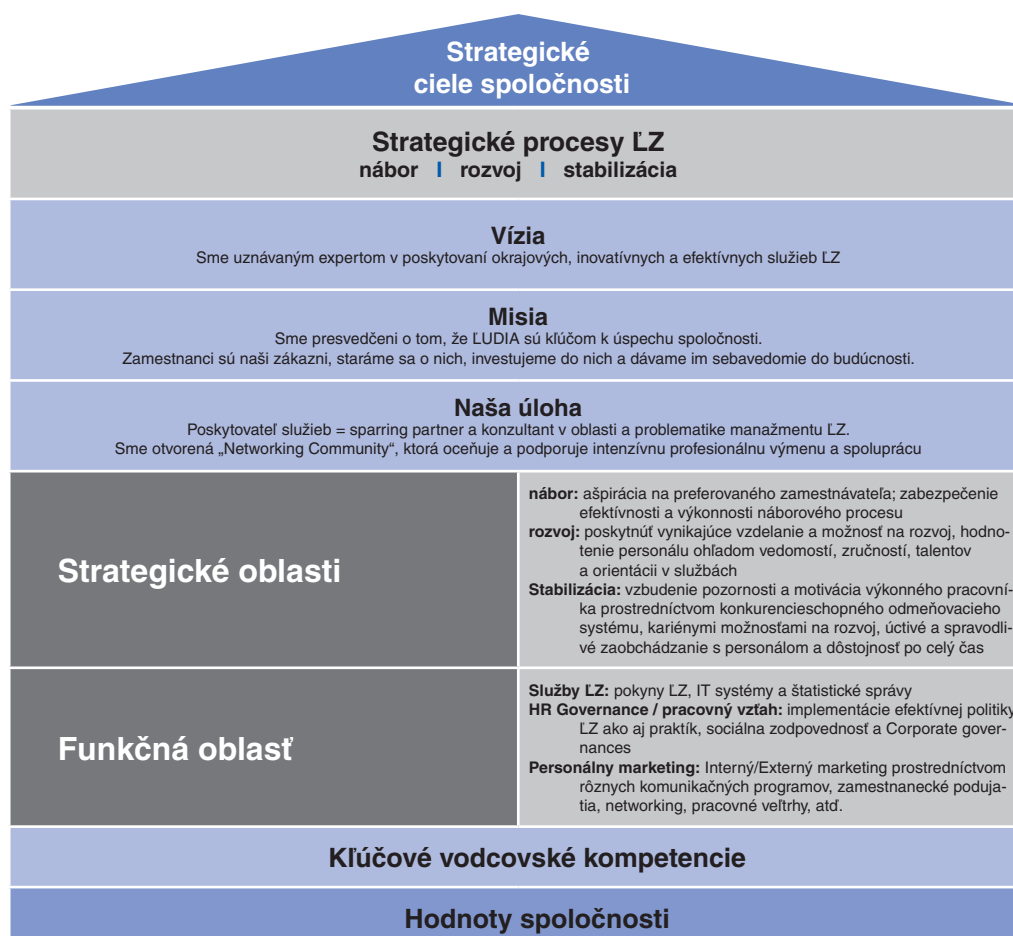 Strategické
ciele spoločnosti
Strategické procesy ĽZ
nábor I rozvoj I stabilizácia
Vízia
Sme uznávaným expertom v poskytovaní okrajových, inovatívnych a efektívnych služieb ĽZ
Misia
Sme presvedčeni o tom, že ĽUDIA sú kľúčom k úspechu spoločnosti.
Zamestnanci sú naši zákazni, staráme sa o nich, investujeme do nich a dávame im sebavedomie do budúcnosti.
Naša úloha
Poskytovateľ služieb = sparring partner a konzultant v oblasti a problematike manažmentu ĽZ.
Sme otvorená „Networking Community“, ktorá oceňuje a podporuje intenzívnu profesionálnu výmenu a spoluprácu
Strategické oblasti
nábor: ašpirácia na preferovaného zamestnávateľa; zabezpečenie
efektívnosti a výkonnosti náborového procesu
rozvoj: poskytnúť vynikajúce vzdelanie a možnosť na rozvoj, hodno-
tenie personálu ohľadom vedomostí, zručností, talentov
a orientácii v službách
Stabilizácia: vzbudenie pozornosti a motivácia výkonného pracovní-
ka prostredníctvom konkurencieschopného odmeňovacieho
systému, kariénymi možnosťami na rozvoj, úctivé a spravodli-
vé zaobchádzanie s personálom a dôstojnosť po celý čas
Funkčná oblasť
Služby ĽZ: pokyny ĽZ, IT systémy a štatistické správy
HR Governance / pracovný vzťah: implementácie efektívnej politiky
ĽZ ako aj praktík, sociálna zodpovednosť a Corporate gover-
nances
Personálny marketing: Interný/Externý marketing prostredníctvom
rôznych komunikačných programov, zamestnanecké poduja-
tia, networking, pracovné veľtrhy, atď.
Kľúčové vodcovské kompetencie
Hodnoty spoločnosti